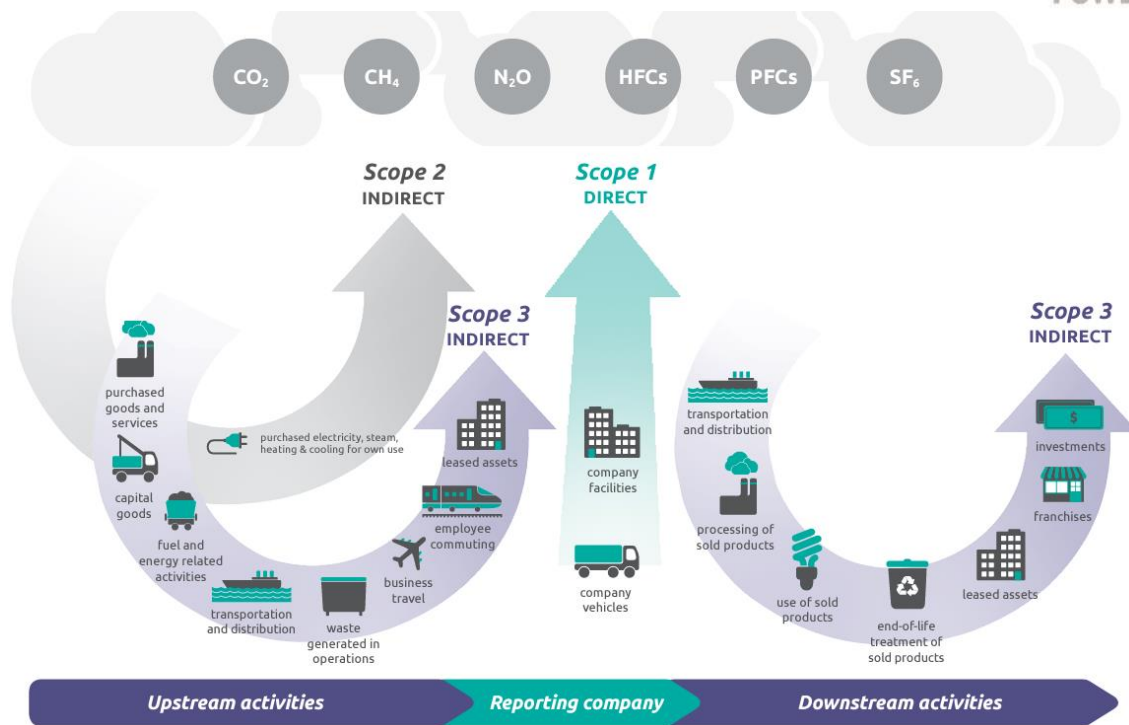 CO₂
CH₄
N₂O
HFCs
PFCs
SF₆
Scope 2
INDIRECT
Scope 1
DIRECT
Scope 3
INDIRECT
Scope 3
INDIRECT
purchased
goods and
services
capital
goods
fuel and
energy related
activities
purchased electricity, steam,
heating & cooling for own use
transportation
and distribution
waste
generated in
operations
business
travel
employee
commuting
leased assets
company
facilities
company
vehicles
transportation
and distribution
processing of
sold products
use of sold
products
end-of-life
treatment of
sold products
leased assets
franchises
$
investments
Upstream activities
Reporting company
Downstream activities